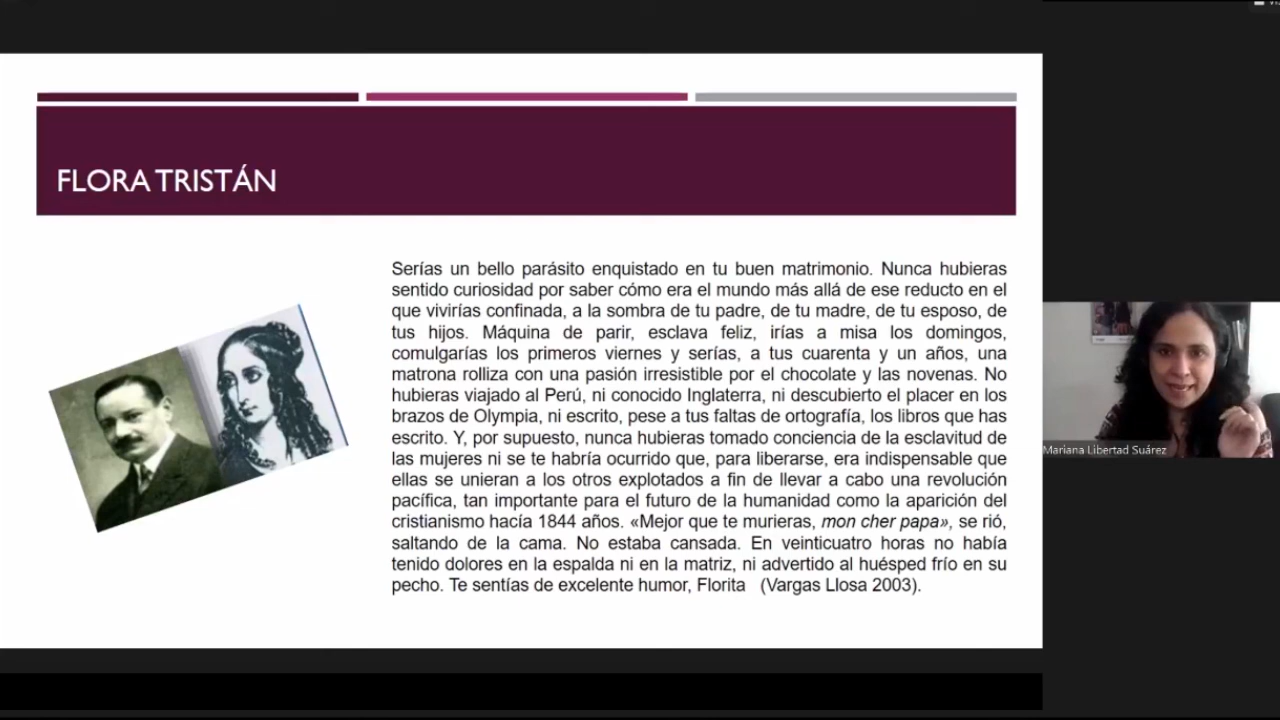 FLORA TRISTÁN
Serías un bello parásito enquistado en tu buen matrimonio. Nunca hubieras
sentido curiosidad por saber cómo era el mundo más allá de ese reducto en el
que vivirías confinada, a la sombra de tu padre, de tu madre, de tu esposo, de
tus hijos. Máquina de parir, esclava feliz, irías a misa los domingos,
comulgarías los primeros viernes y serías, a tus cuarenta y un años, una
matrona rolliza con una pasión irresistible por el chocolate y las novenas. No
hubieras viajado al Perú, ni conocido Inglaterra, ni descubierto el placer en los
brazos de Olympia, ni escrito, pese a tus faltas de ortografía, los libros que has
escrito. Y, por supuesto, nunca hubieras tomado conciencia de la esclavitud de
las mujeres ni se te habría ocurrido que, para liberarse, era indispensable que
ellas se unieran a los otros explotados a fin de llevar a cabo una revolución
pacífica, tan importante para el futuro de la humanidad como la aparición del
cristianismo hacía 1844 años. «Mejor que te murieras, mon cher papa», se rió,
saltando de la cama. No estaba cansada. En veinticuatro horas no había
tenido dolores en la espalda ni en la matriz, ni advertido al huésped frío en su
pecho. Te sentías de excelente humor, Florita (Vargas Llosa 2003).
Mariana Libertad Suárez